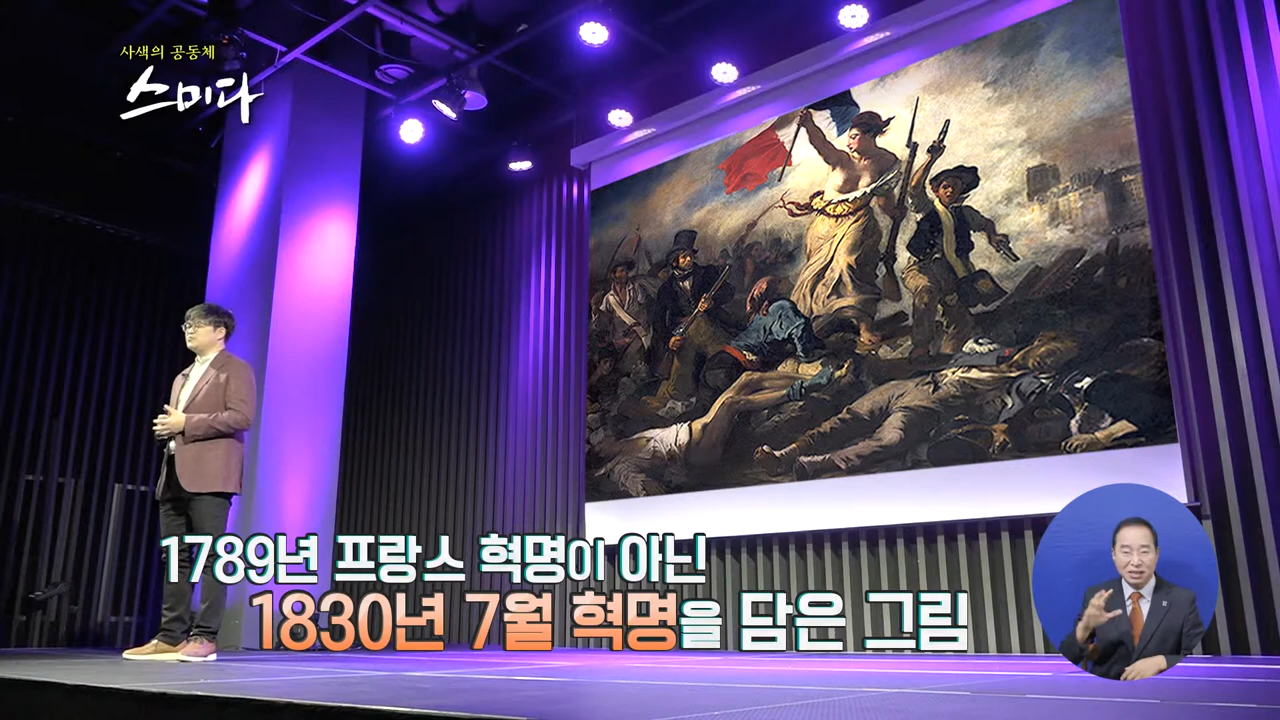 사색의 공동체
스미다
1789년 프랑스 혁명이 아닌
1830년 7월 혁명을 담은 그림